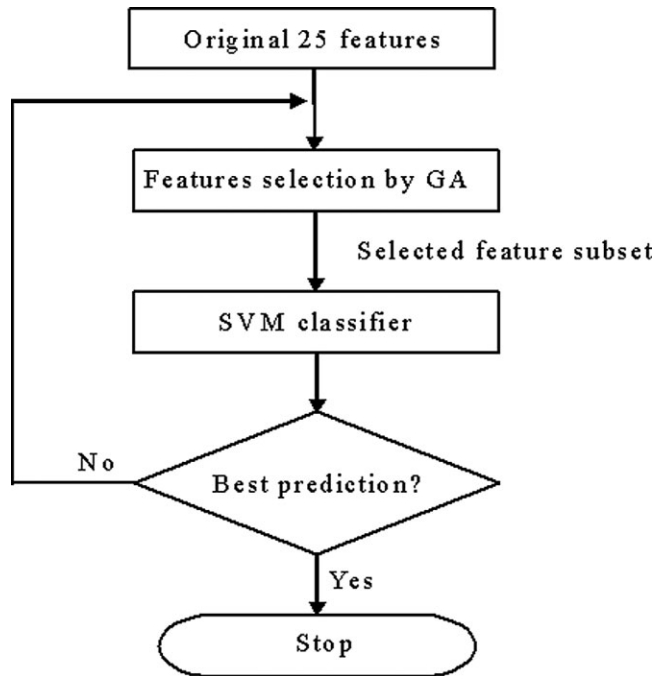 Original 25 features
Features selection by GA
Selected feature subset
SVM classifier
Best prediction?
No
Yes
Stop